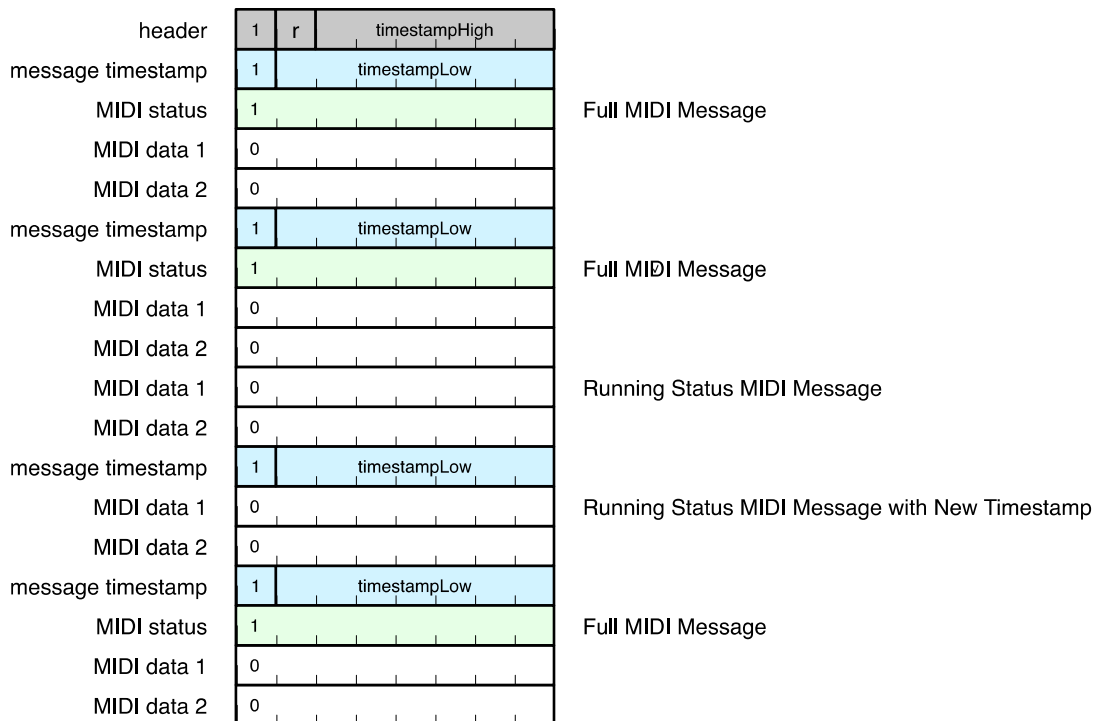 header 1 r timestampHigh
message timestamp 1 timestampLow
MIDI status 1 Full MIDI Message
MIDI data 1 0
MIDI data 2 0
message timestamp 1 timestampLow
MIDI status 1 Full MIDI Message
MIDI data 1 0
MIDI data 2 0
MIDI data 1 0 Running Status MIDI Message
MIDI data 2 0
message timestamp 1 timestampLow
MIDI data 1 0 Running Status MIDI Message with New Timestamp
MIDI data 2 0
message timestamp 1 timestampLow
MIDI status 1 Full MIDI Message
MIDI data 1 0
MIDI data 2 0